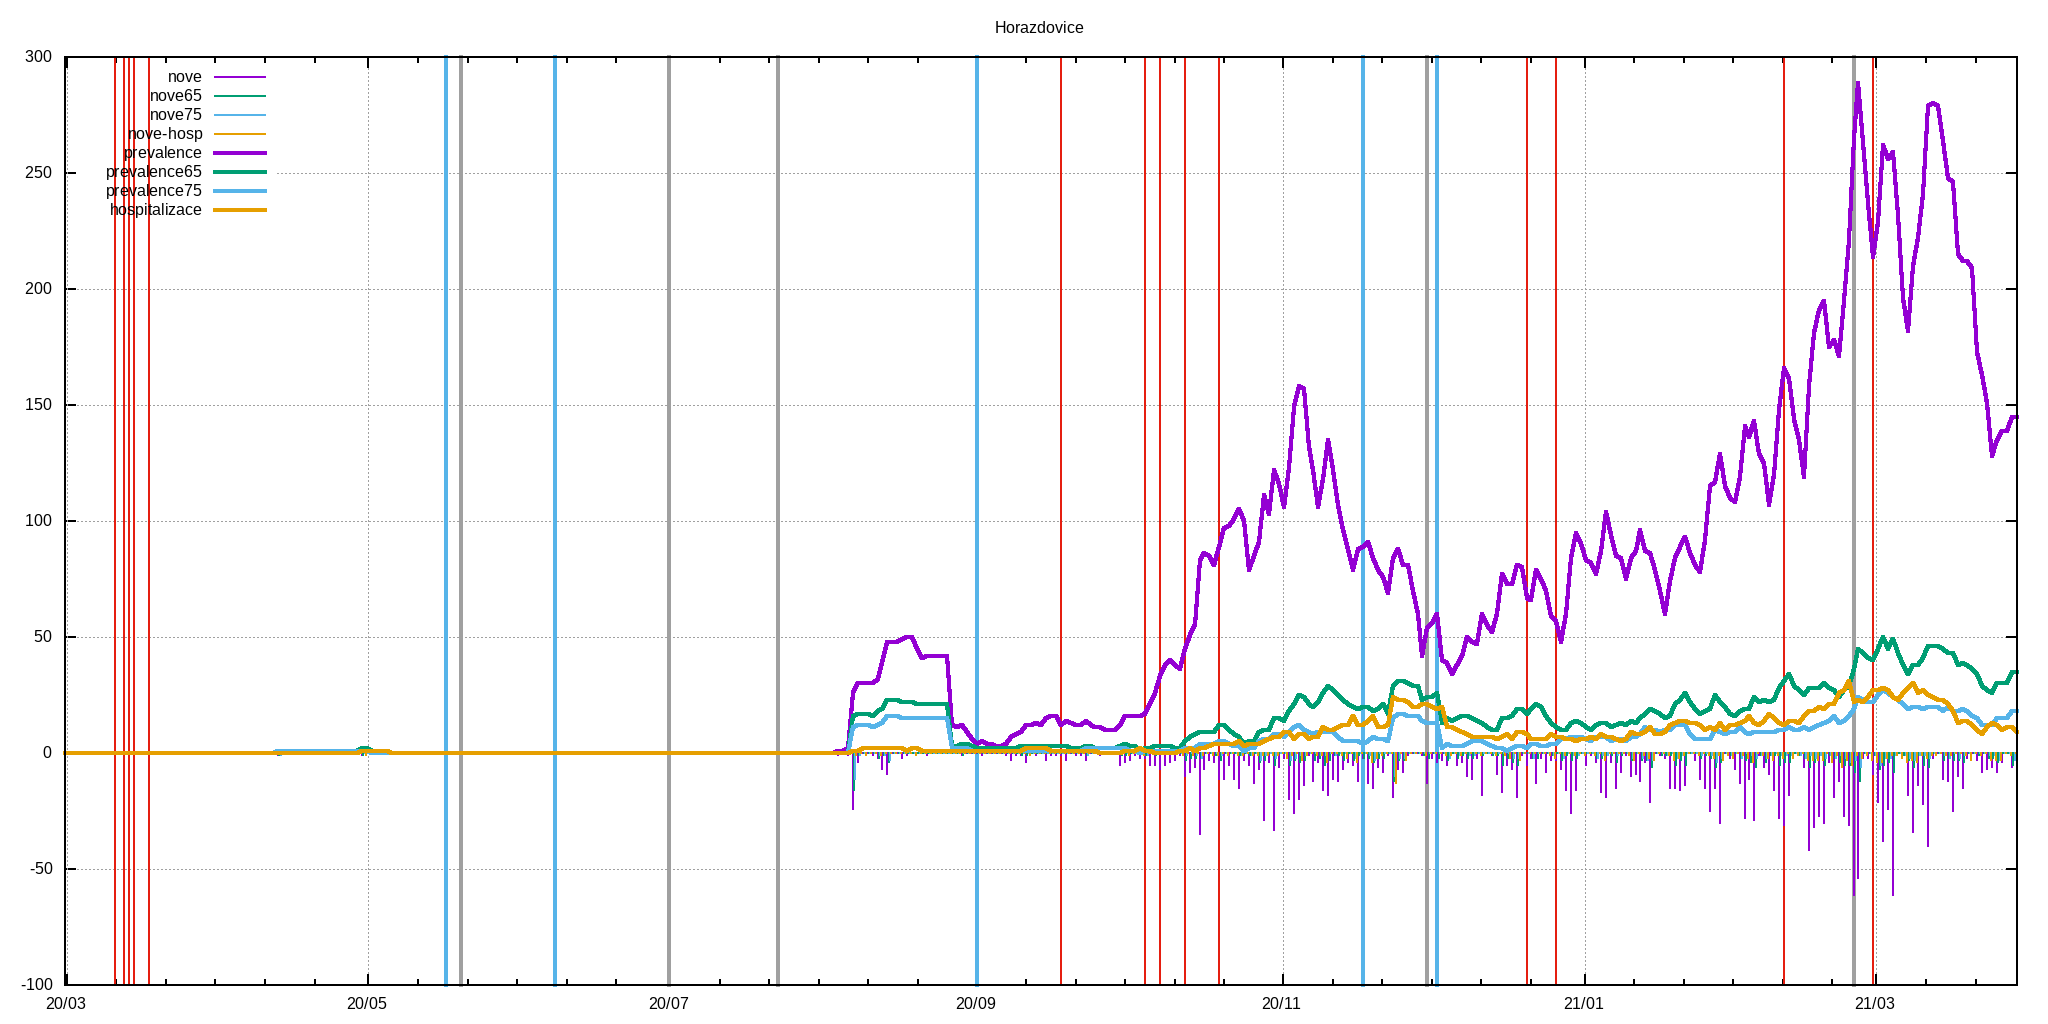 Horazdovice
300
250
200
150
100
50
0
-50
-100
nove
nove65
nove75
nove-hosp
prevalence
prevalence65
prevalence75
hospitalizace
20/03 20/05 20/07 20/09 20/11 21/01 21/03